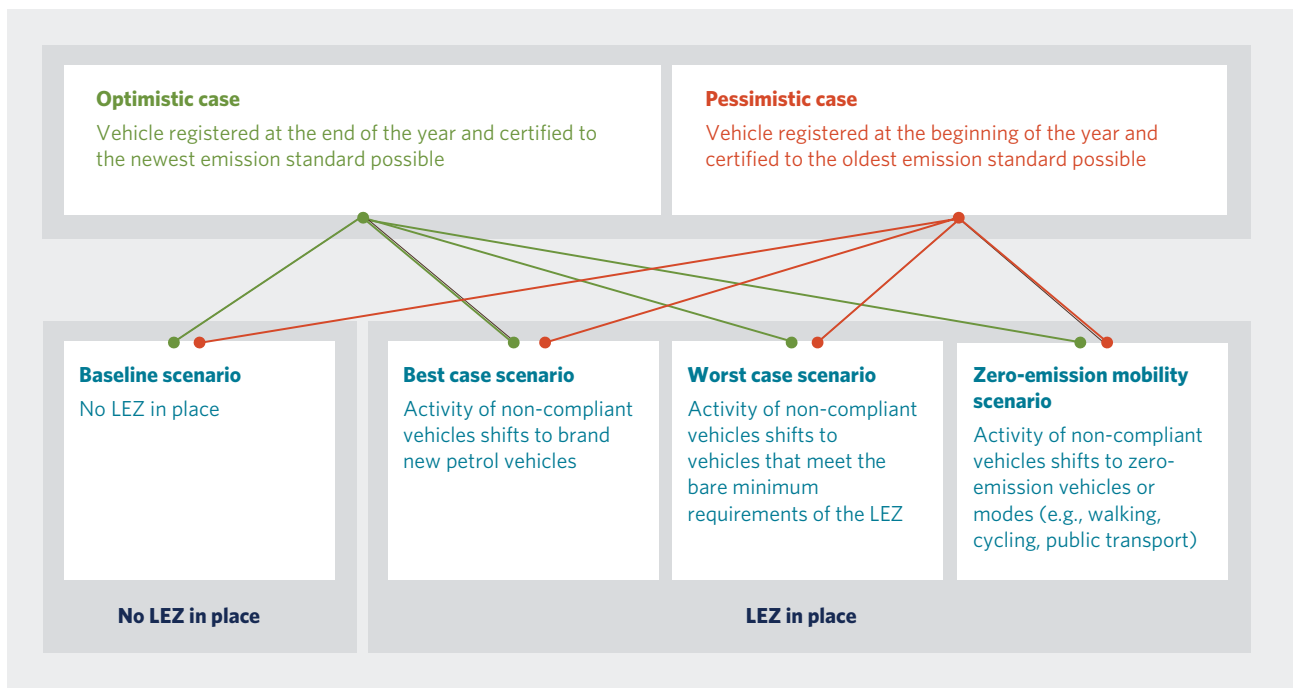 Optimistic case
Vehicle registered at the end of the year and certified to
the newest emission standard possible
Pessimistic case
Vehicle registered at the beginning of the year and
certified to the oldest emission standard possible
Baseline scenario
No LEZ in place
Best case scenario
Activity of non-compliant
vehicles shifts to brand
new petrol vehicles
Worst case scenario
Activity of non-compliant
vehicles shifts to
vehicles that meet the
bare minimum
requirements of the LEZ
Zero-emission mobility
scenario
Activity of non-compliant
vehicles shifts to zero-
emission vehicles or
modes (e.g., walking,
cycling, public transport)
No LEZ in place
LEZ in place